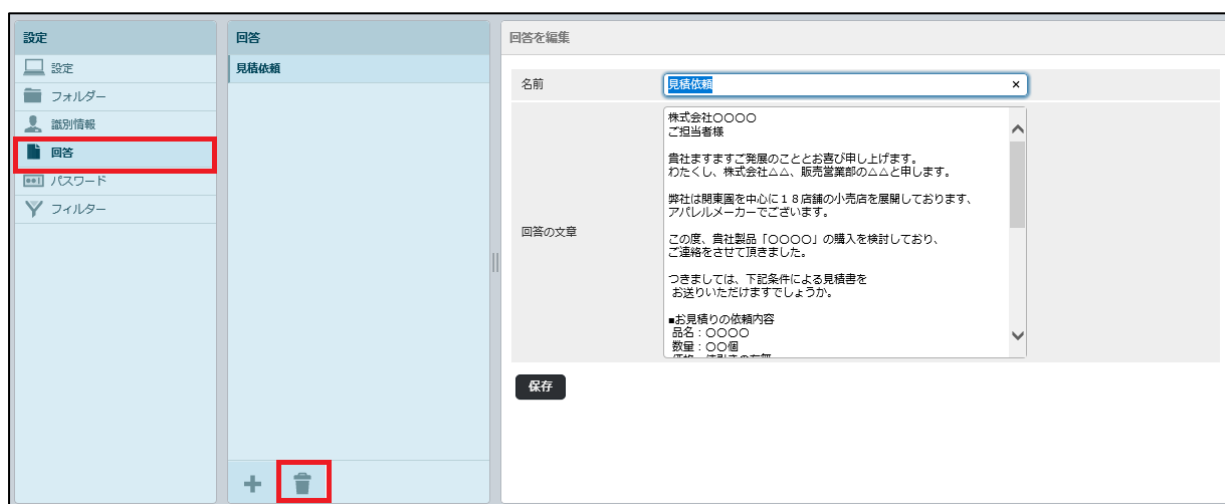 設定
設定
フォルダー
識別情報
回答
パスワード
フィルター
回答
見積依頼
回答を編集
名前
見積依頼
回答の文章
株式会社〇〇〇〇
ご担当者様
貴社ますますご発展のこととお喜び申し上げます。
わたくし、株式会社△△、販売営業部の△△と申します。
弊社は関東圏を中心に１８店舗の小売店を展開しております、
アパレルメーカーでございます。
この度、貴社製品「〇〇〇〇」の購入を検討しており、
ご連絡をさせて頂きました。
つきましては、下記条件による見積書を
お送りいただけますでしょうか。
■お見積りの依頼内容
品名：〇〇〇〇
数量：〇〇個
保存